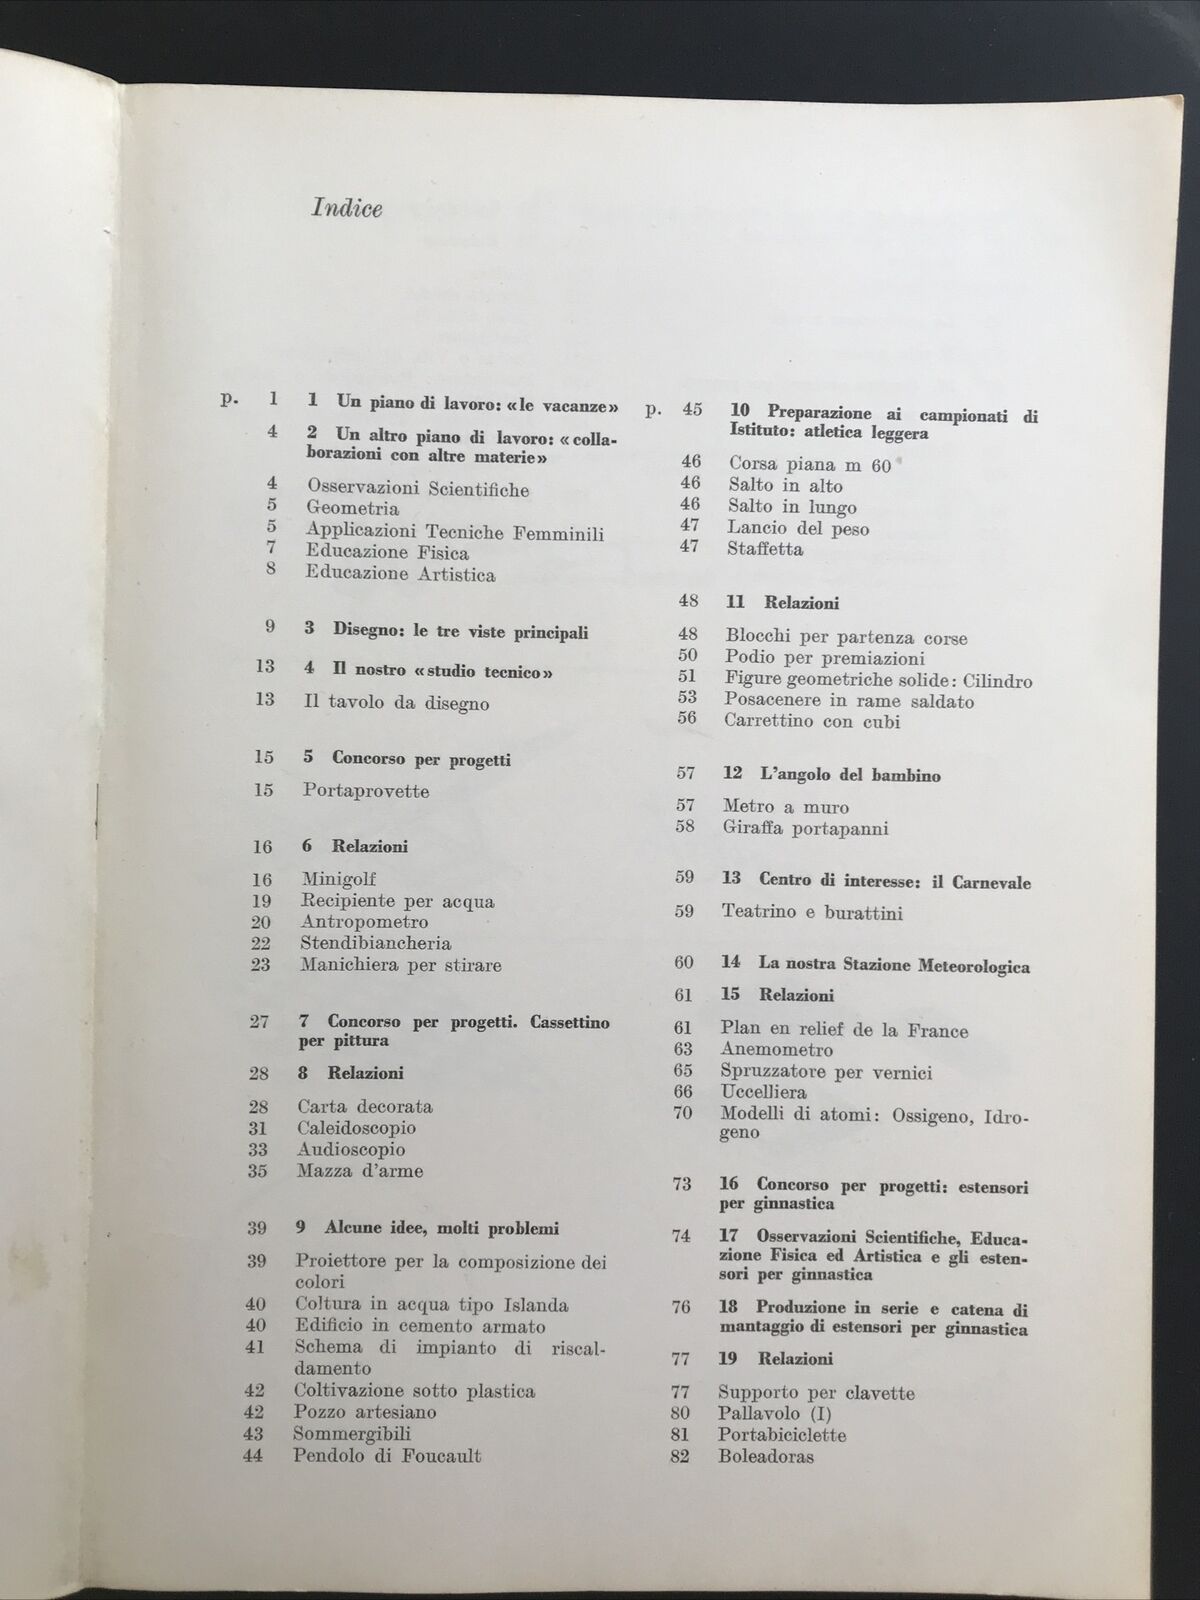 Indice
p. 1 1 Un piano di lavoro: «le vacanze»
4 2 Un altro piano di lavoro: «colla-
borazioni con altre materie»
4 Osservazioni Scientifiche
5 Geometria
5 Applicazioni Tecniche Femminili
7 Educazione Fisica
8 Educazione Artistica
9 3 Disegno: le tre viste principali
13 4 Il nostro «studio tecnico»
13 Il tavolo da disegno
15 5 Concorso per progetti
15 Portaprovette
16 6 Relazioni
16 Minigolf
19 Recipiente per acqua
20 Antropometro
22 Stendibiancheria
23 Manichiera per stirare
27 7 Concorso per progetti. Cassettino
per pittura
28 8 Relazioni
28 Carta decorata
31 Caleidoscopio
33 Audioscopio
35 Mazza d'arme
39 9 Alcune idee, molti problemi
39 Proiettore per la composizione dei
colori
40 Coltura in acqua tipo Islanda
40 Edificio in cemento armato
41 Schema di impianto di riscal-
damento
42 Coltivazione sotto plastica
42 Pozzo artesiano
43 Sommergibili
44 Pendolo di Foucault
p. 45 10 Preparazione ai campionati di
Istituto: atletica leggera
46 Corsa piana m 60
46 Salto in alto
46 Salto in lungo
47 Lancio del peso
47 Staffetta
48 11 Relazioni
48 Blocchi per partenza corse
50 Podio per premiazioni
51 Figure geometriche solide: Cilindro
53 Posacenere in rame saldato
56 Carrettino con cubi
57 12 L'angolo del bambino
57 Metro a muro
58 Giraffa portapanni
59 13 Centro di interesse: il Carnevale
59 Teatrino e burattini
60 14 La nostra Stazione Meteorologica
61 15 Relazioni
61 Plan en relief de la France
63 Anemometro
65 Spruzzatore per vernici
66 Uccelliera
70 Modelli di atomi: Ossigeno, Idro-
geno
73 16 Concorso per progetti: estensori
per ginnastica
74 17 Osservazioni Scientifiche, Educa-
zione Fisica ed Artistica e gli esten-
sori per ginnastica
76 18 Produzione in serie e catena di
mantaggio di estensori per ginnastica
77 19 Relazioni
77 Supporto per clavette
80 Pallavolo (I)
81 Portabiciclette
82 Boleadoras